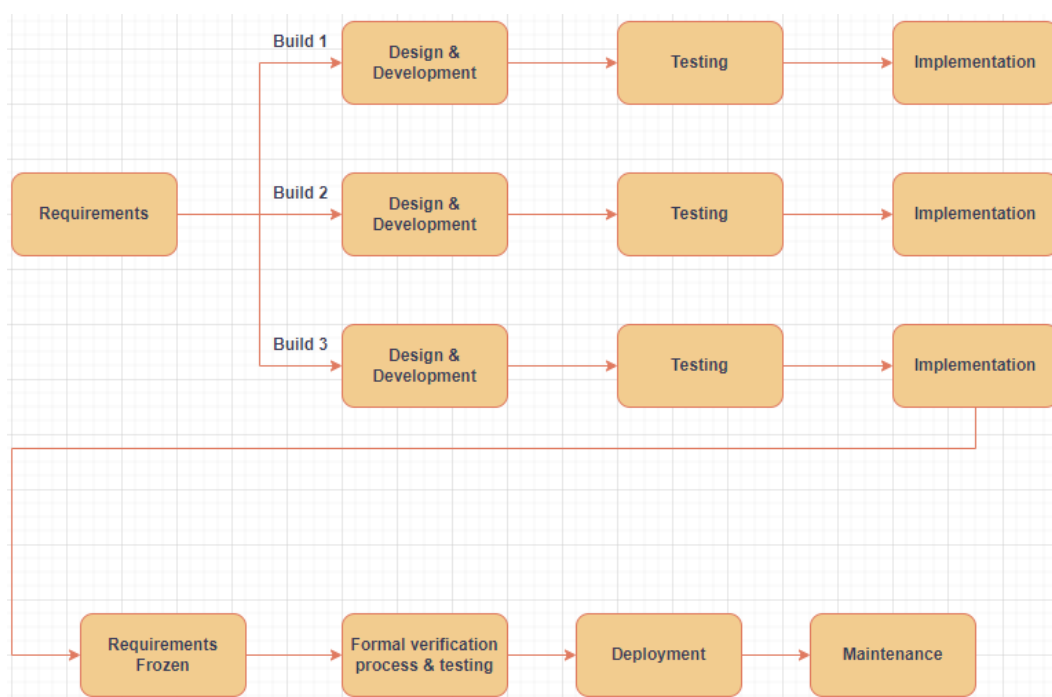 Build 1
Design &
Development
Testing
Implementation
Requirements
Build 2
Design &
Development
Testing
Implementation
Build 3
Design &
Development
Testing
Implementation
Requirements
Frozen
Formal verification
process & testing
Deployment
Maintenance